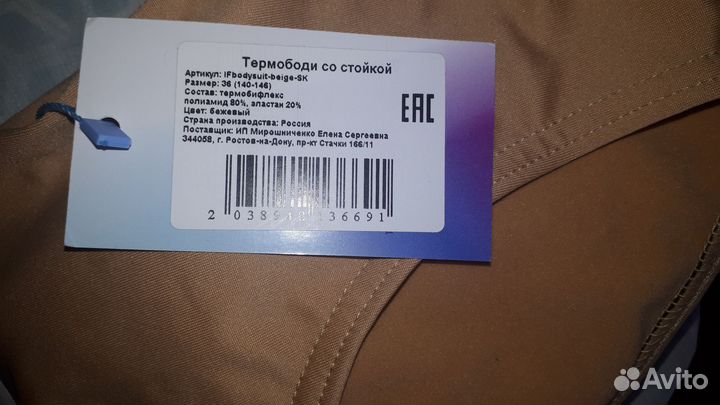 Термободи со стойкой
Артикул: IFbodysuit-beige-SK
Размер: 36 (140-146)
Состав: термобифлекс
полиамид 80%, эластан 20%
Цвет: бежевый
Страна производства: Россия
Поставщик: ИП Мирошниченко Елена Сергеевна
344058, г. Ростов-на-Дону, пр-кт Стачки 166/11
EAC
Avito